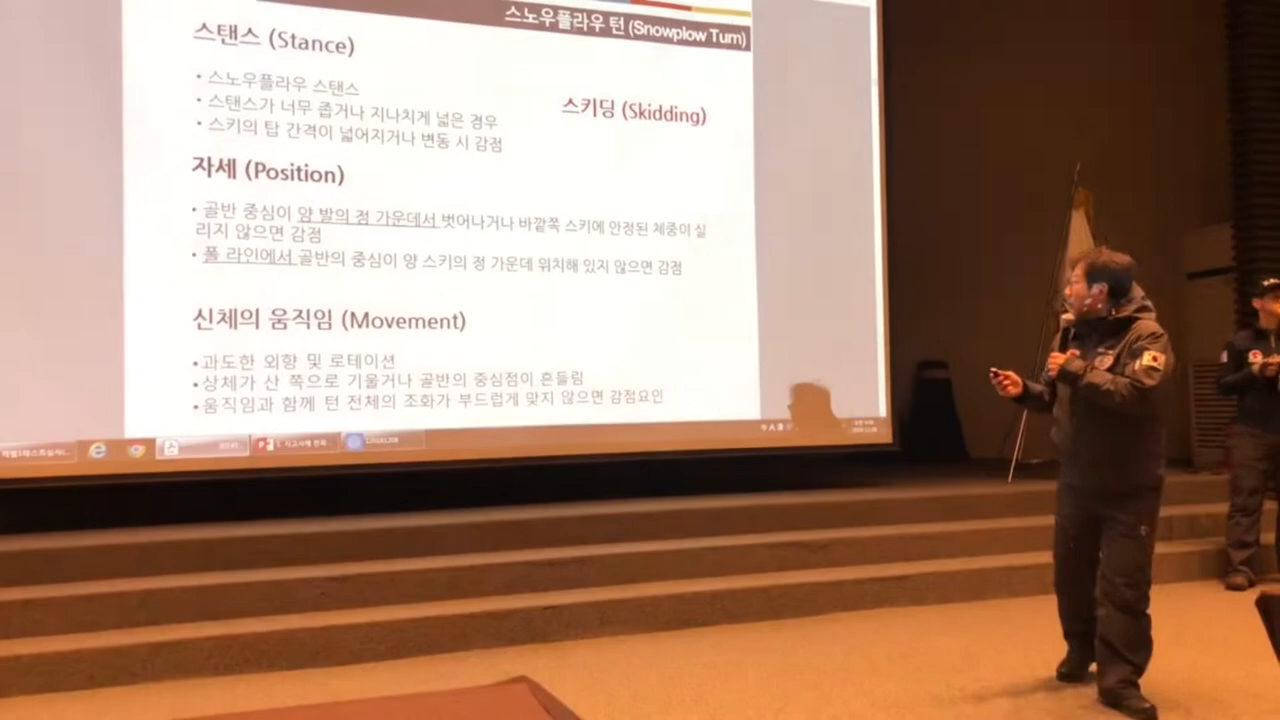 스노우플라우 턴 (Snowplow Turn)
스탠스 (Stance)
• 스노우플라우 스탠스
• 스탠스가 너무 좁거나 지나치게 넓은 경우
• 스키의 탑 간격이 넓어지거나 변동 시 감점
스키딩 (Skidding)
자세 (Position)
• 골반 중심이 양 발의 정 가운데서 벗어나거나 바깥쪽 스키에 안정된 체중이 실
리지 않으면 감점
• 폴 라인에서 골반의 중심이 양 스키의 정 가운데 위치해 있지 않으면 감점
신체의 움직임 (Movement)
• 과도한 외향 및 로테이션
• 상체가 산 쪽으로 기울거나 골반의 중심점이 흔들림
• 움직임과 함께 턴 전체의 조화가 부드럽게 맞지 않으면 감점요인